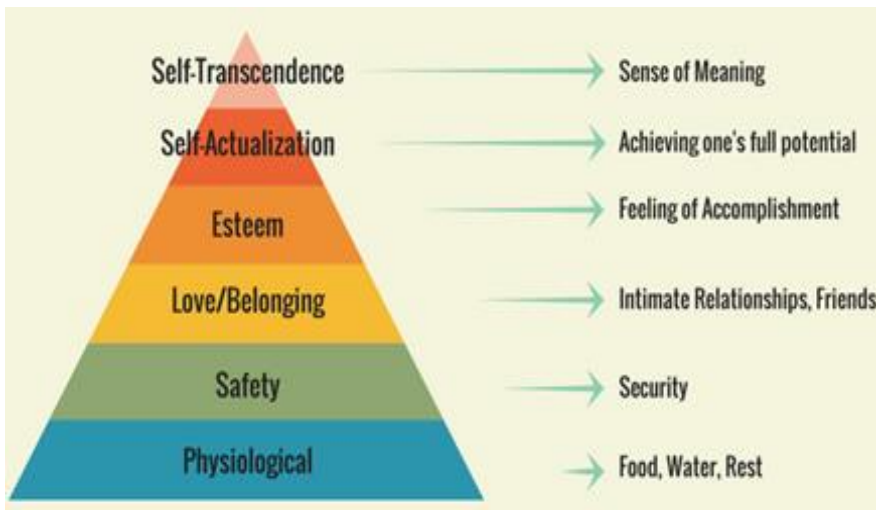 Self-Transcendence
Sense of Meaning
Self-Actualization
Achieving one's full potential
Esteem
Feeling of Accomplishment
Love/Belonging
Intimate Relationships, Friends
Safety
Security
Physiological
Food, Water, Rest